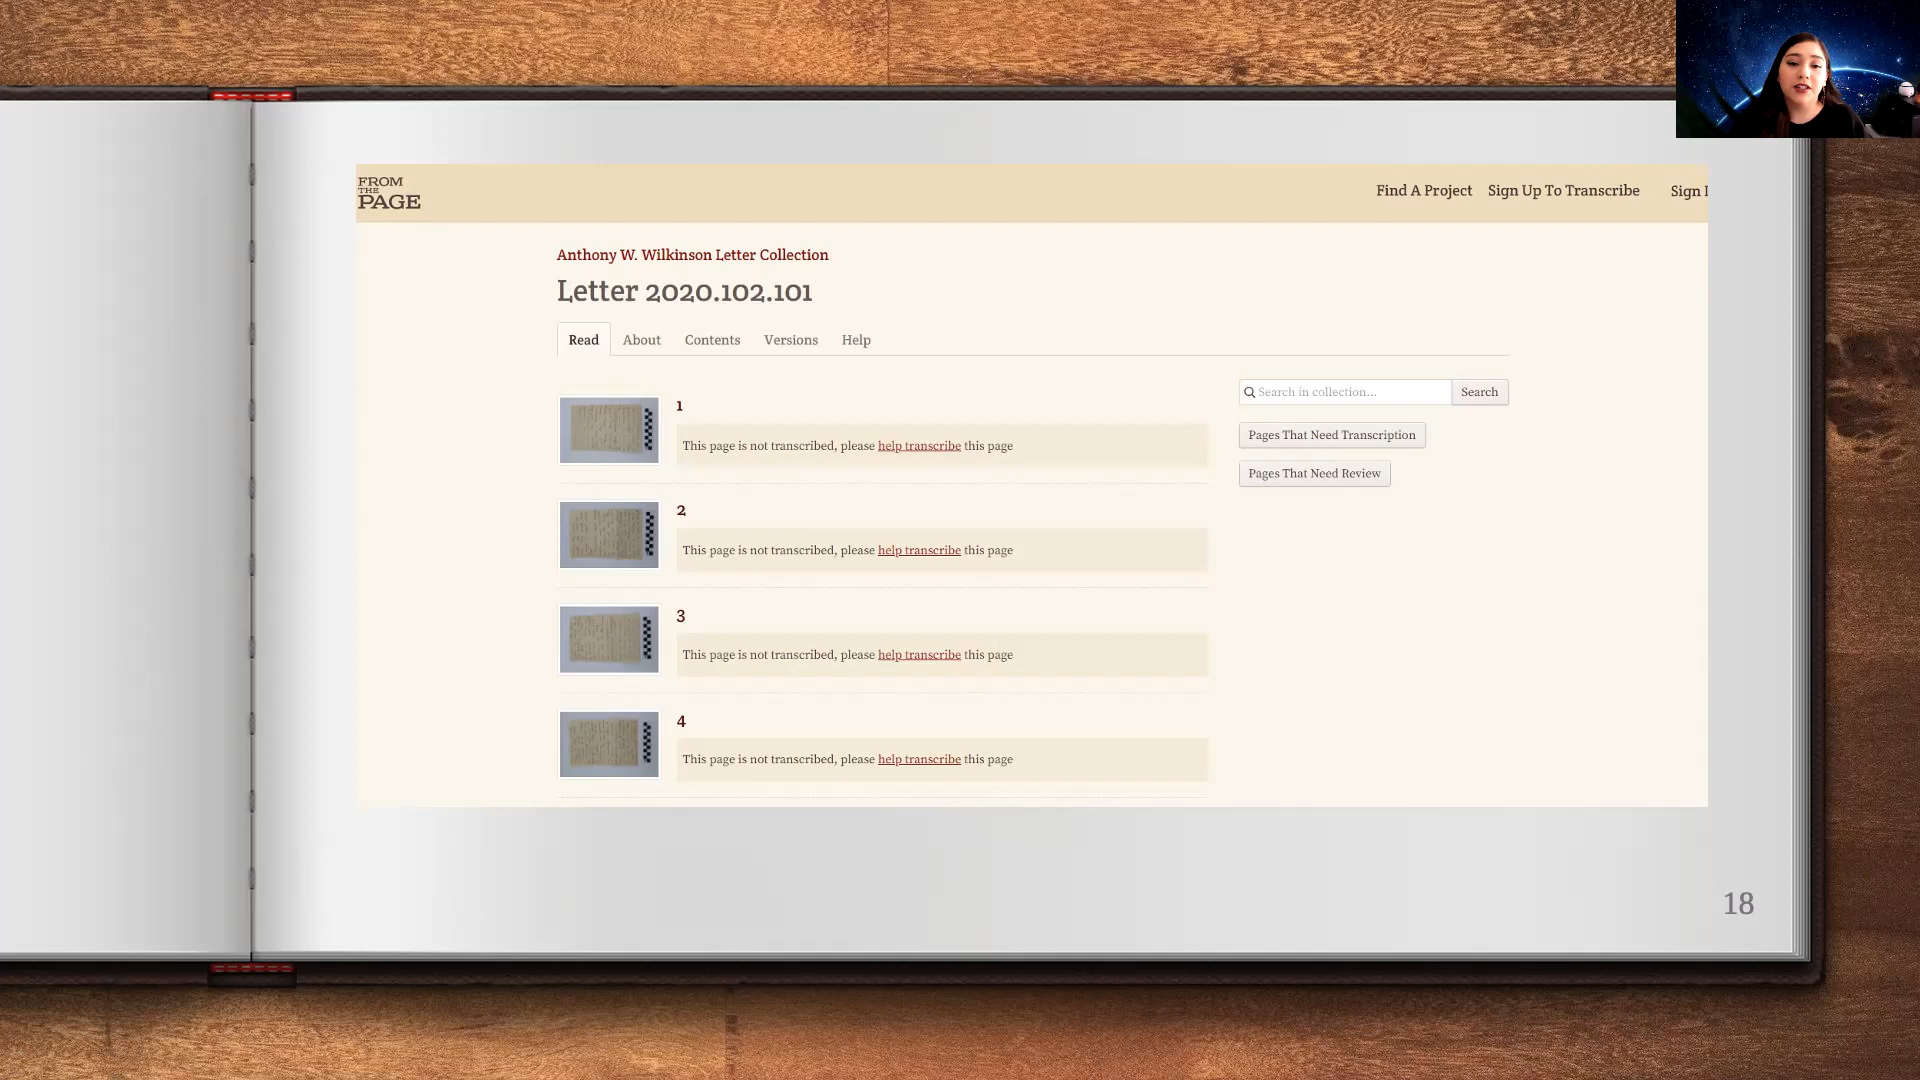 FROM
THE
PAGE
Find A Project
Sign Up To Transcribe
Sign I
Anthony W. Wilkinson Letter Collection
Letter 2020.102.101
Read
About
Contents
Versions
Help
Search in collection...
Search
Pages That Need Transcription
Pages That Need Review
1
This page is not transcribed, please help transcribe this page
2
This page is not transcribed, please help transcribe this page
3
This page is not transcribed, please help transcribe this page
4
This page is not transcribed, please help transcribe this page
18